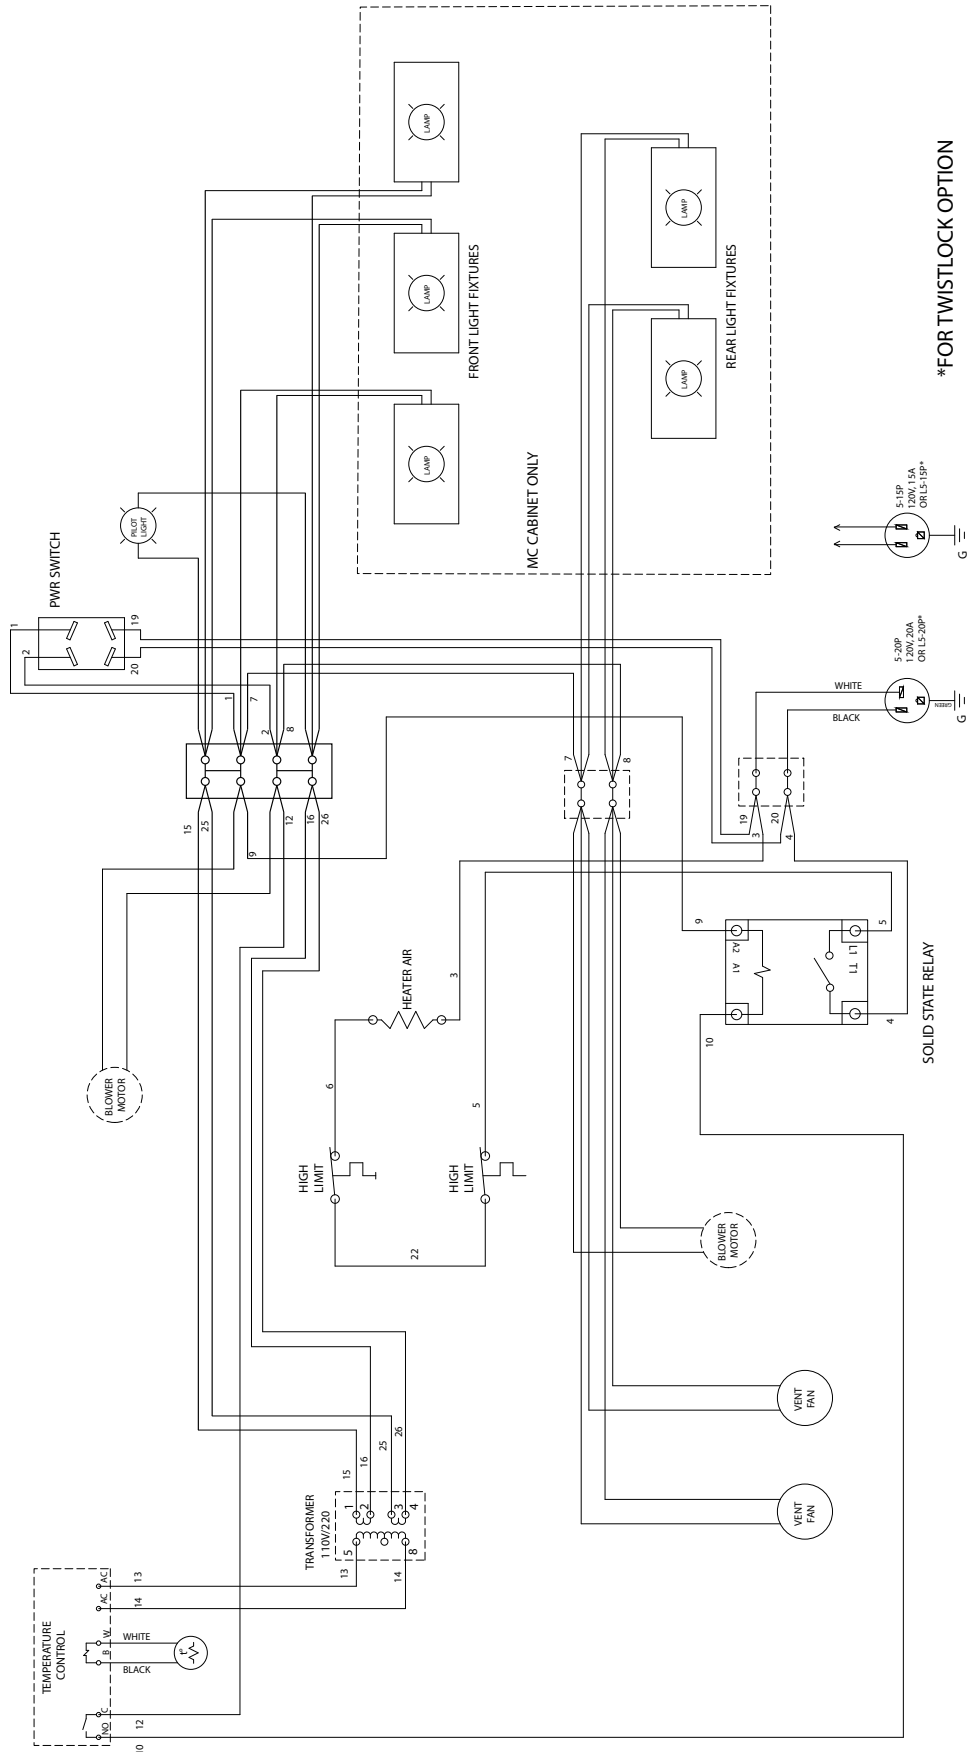 LAMP
LAMP
LAMP
FRONT LIGHT FIXTURES
LAMP
LAMP
REAR LIGHT FIXTURES
MC CABINET ONLY
*FOR TWISTLOCK OPTION
PILOT
LIGHT
PWR SWITCH
1
2
19
20
1
7
2
8
15
25
9
12
16
26
7
8
5-15P
120V, 15A
OR L5-15P*
G
5-20P
120V, 20A
OR L5-20P*
WHITE
BLACK
GREEN
G
19
3
20
4
BLOWER
MOTOR
HEATER AIR
3
6
5
HIGH
LIMIT
HIGH
LIMIT
22
9
10
A2
A1
L1
T1
5
4
SOLID STATE RELAY
BLOWER
MOTOR
VENT
FAN
VENT
FAN
TRANSFORMER
110V/220
15
16
25
26
1
2
3
4
5
8
13
14
TEMPERATURE
CONTROL
AC
AC
W
B
C
NO
13
14
WHITE
BLACK
12
10
t°